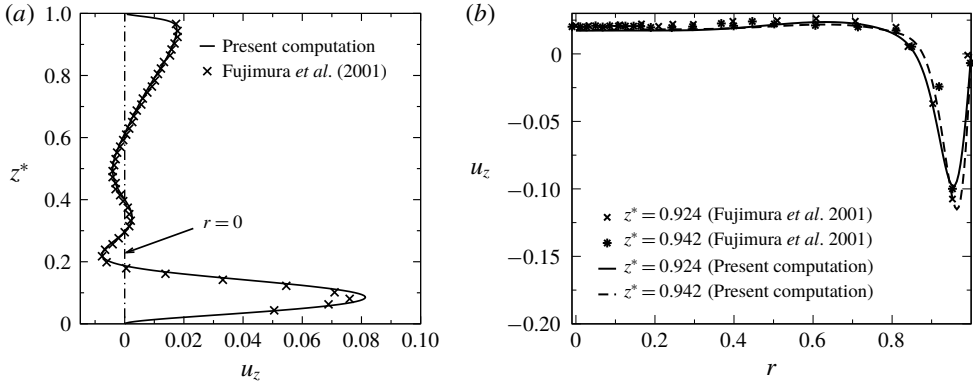 (a)
1.0
0.8
0.6
0.4
0.2
0
z*
Present computation
Fujimura et al. (2001)
r = 0
0
0.02
0.04
0.06
0.08
0.10
u_z
(b)
0
−0.05
−0.10
−0.15
−0.20
u_z
z* = 0.924 (Fujimura et al. 2001)
z* = 0.942 (Fujimura et al. 2001)
z* = 0.924 (Present computation)
z* = 0.942 (Present computation)
0
0.2
0.4
0.6
0.8
r